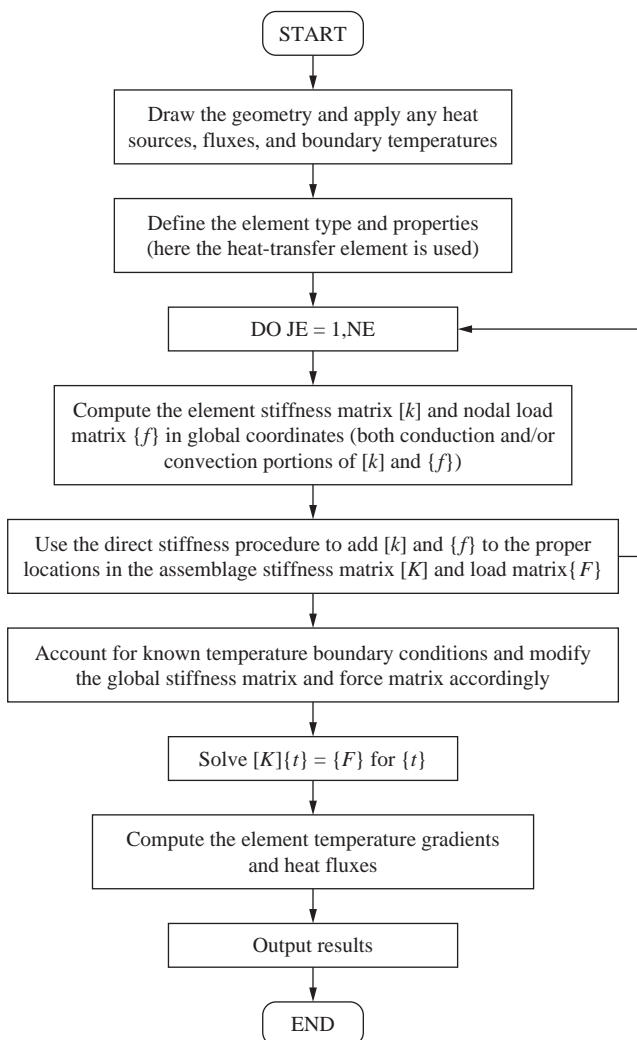 START
Draw the geometry and apply any heat
sources, fluxes, and boundary temperatures
Define the element type and properties
(here the heat-transfer element is used)
DO JE = 1,NE
Compute the element stiffness matrix [k] and nodal load
matrix {f} in global coordinates (both conduction and/or
convection portions of [k] and {f})
Use the direct stiffness procedure to add [k] and {f} to the proper
locations in the assemblage stiffness matrix [K] and load matrix{F}
Account for known temperature boundary conditions and modify
the global stiffness matrix and force matrix accordingly
Solve [K]{t} = {F} for {t}
Compute the element temperature gradients
and heat fluxes
Output results
END